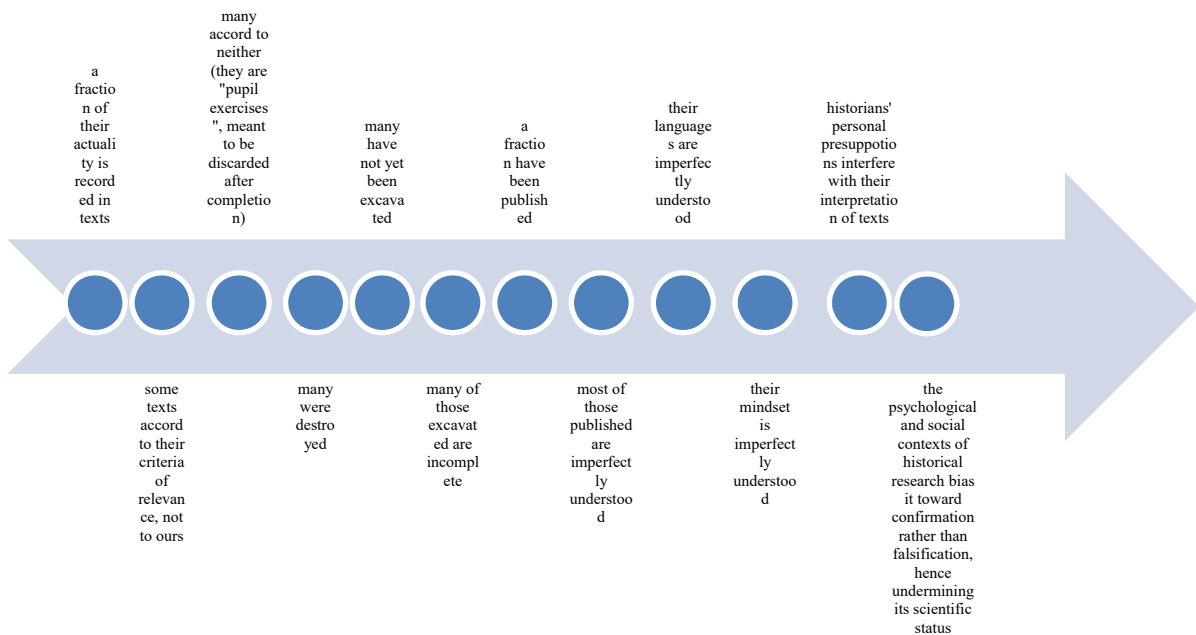 a
fractio
n of
their
actuali
ty is
record
ed in
texts
some
texts
accord
to their
criteria
of
relevan
ce, not
to ours
many
accord to
neither
(they are
"pupil
exercises
", meant
to be
discarded
after
completio
n)
many
were
destro
yed
many
have
not yet
been
excava
ted
many of
those
excavat
ed are
incompl
ete
a
fractio
n have
been
publish
ed
most of
those
published
are
imperfect
ly
understoo
d
their
language
s are
imperfec
tly
understo
od
their
mindset
is
imperfect
ly
understoo
d
historians'
personal
presuppotio
ns interfere
with their
interpretatio
n of texts
the
psychological
and social
contexts of
historical
research bias
it toward
confirmation
rather than
falsification,
hence
undermining
its scientific
status